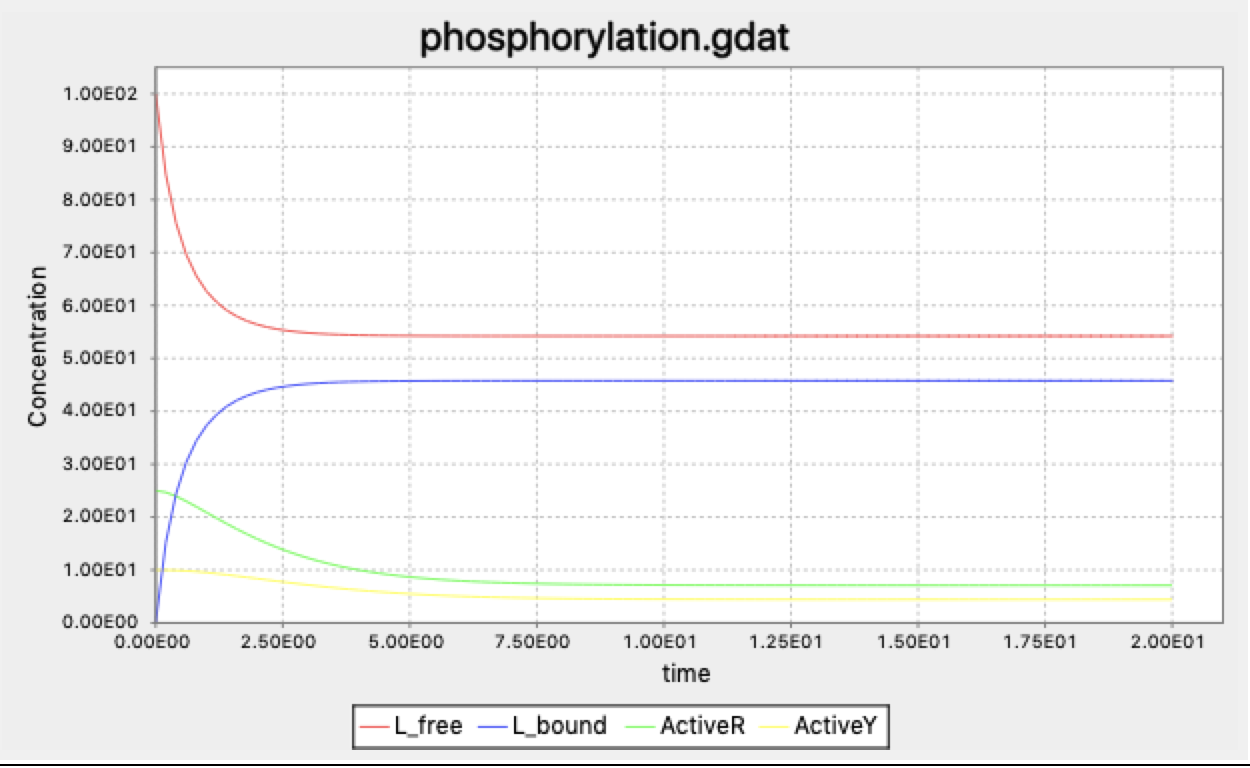 phosphorylation.gdat
1.00E02
9.00E01
8.00E01
7.00E01
6.00E01
5.00E01
4.00E01
3.00E01
2.00E01
1.00E01
0.00E00
Concentration
0.00E00 2.50E00 5.00E00 7.50E00 1.00E01 1.25E01 1.50E01 1.75E01 2.00E01
time
L_free L_bound ActiveR ActiveY